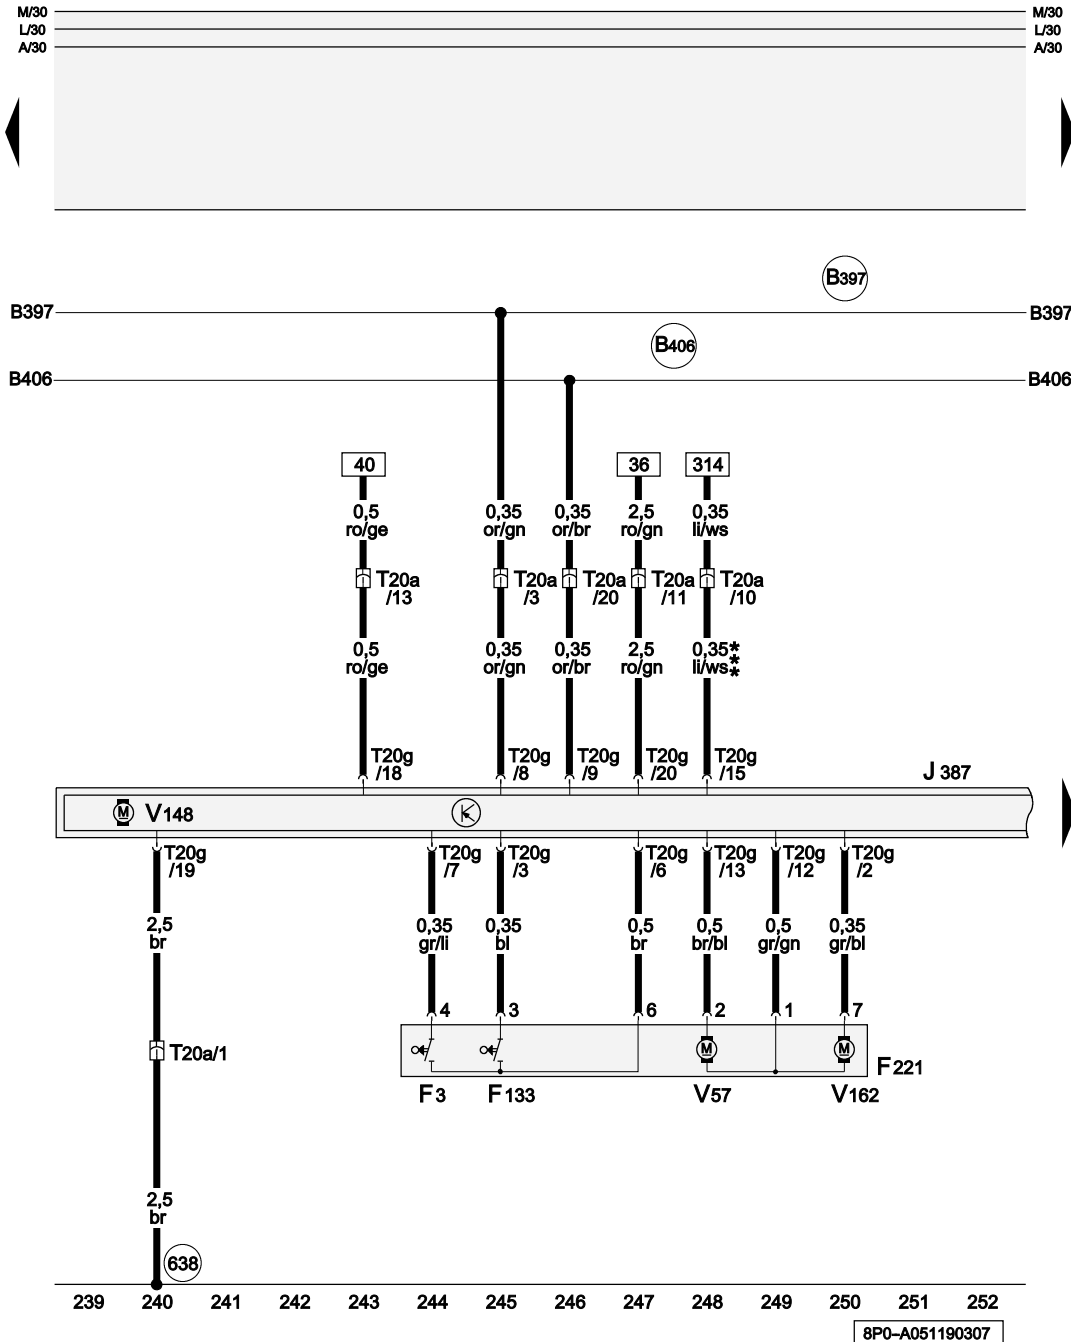 M/30 M/30
L/30 L/30
A/30 A/30
B397
B397 B397
B406
B406 B406
40 36 314
0,5 0,35 0,35 2,5 0,35
ro/ge or/gn or/br ro/gn li/ws
T20a T20a T20a T20a T20a
/13 /3 /20 /11 /10
0,5 0,35 0,35 2,5 0,35*
ro/ge or/gn or/br ro/gn li/ws**
T20g T20g T20g T20g T20g
/18 /8 /9 /20 /15 J387
M V148
T20g T20g T20g T20g T20g T20g T20g
/19 /7 /3 /6 /13 /12 /2
2,5 0,35 0,35 0,5 0,5 0,5 0,35
br gr/li bl br br/bl gr/gn gr/bl
4 3 6 2 1 7
T20a/1 M M F221
F3 F133 V57 V162
2,5
br
638
239 240 241 242 243 244 245 246 247 248 249 250 251 252
8P0-A051190307